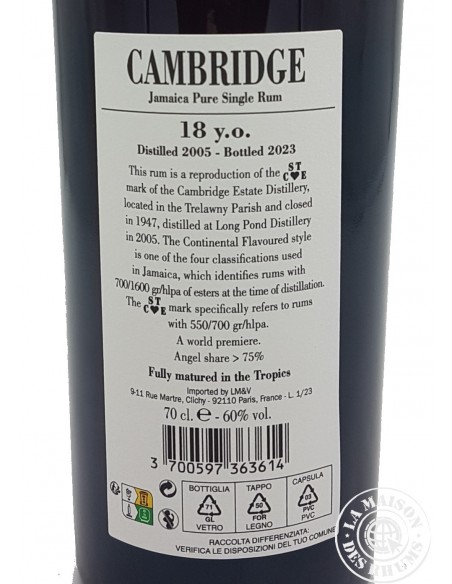 CAMBRIDGE
Jamaica Pure Single Rum
18 y.o.
Distilled 2005 - Bottled 2023
This rum is a reproduction of the STC♥E
mark of the Cambridge Estate Distillery,
located in the Trelawny Parish and closed
in 1947, distilled at Long Pond Distillery
in 2005. The Continental Flavoured style
is one of the four classifications used
in Jamaica, which identifies rums with
700/1600 gr/hlpa of esters at the time of distillation.
The STC♥E mark specifically refers to rums
with 550/700 gr/hlpa.
A world premiere.
Angel share > 75%
Fully matured in the Tropics
Imported by LM&V
9-11 Rue Martre, Clichy - 92110 Paris, France - L. 1/23
70 cl. e - 60% vol.
3 700597 363614
BOTTIGLIA TAPPO CAPSULA
71 50 03
GL FOR PVC
VETRO LEGNO PVC
RACCOLTA DIFFERENZIATA:
VERIFICA LE DISPOSIZIONI DEL TUO COMUNE
LA MAISON DES RHUMS